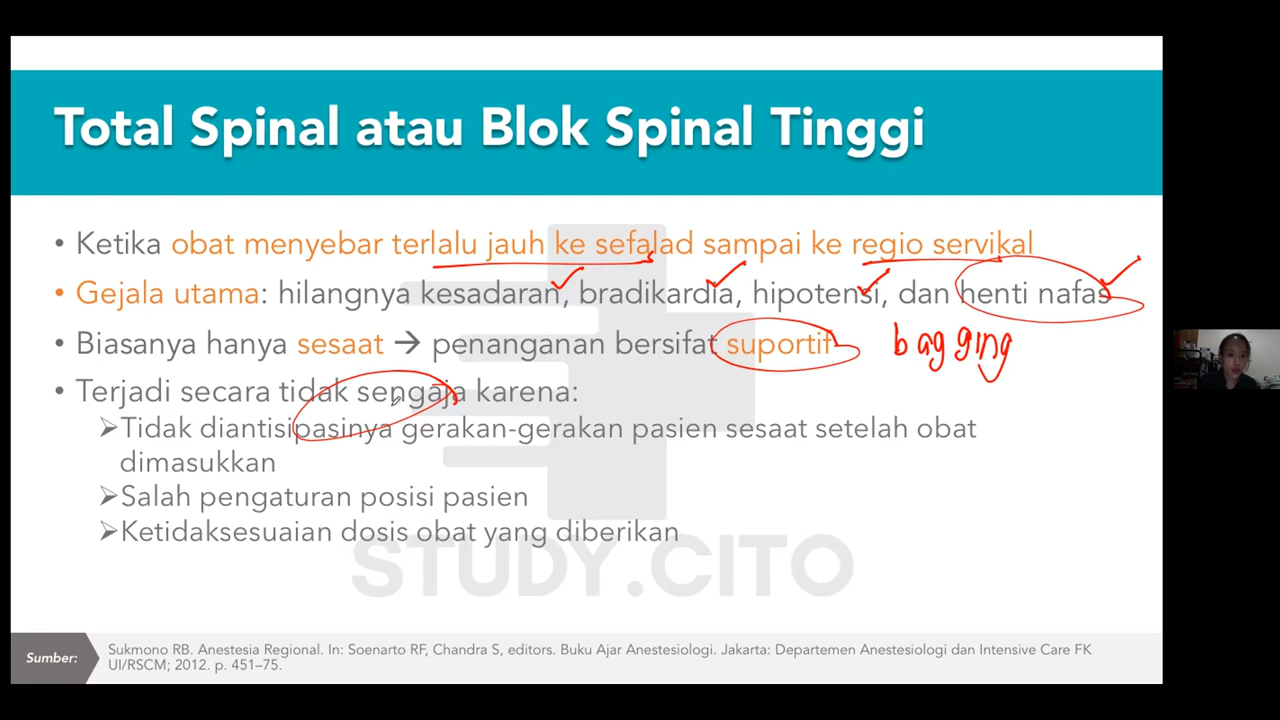 Total Spinal atau Blok Spinal Tinggi
• Ketika obat menyebar terlalu jauh ke sefalad sampai ke regio servikal
• Gejala utama: hilangnya kesadaran, bradikardia, hipotensi, dan henti nafas
• Biasanya hanya sesaat → penanganan bersifat suportif bagging
• Terjadi secara tidak sengaja karena:
➢Tidak diantisipasinya gerakan-gerakan pasien sesaat setelah obat
dimasukkan
➢Salah pengaturan posisi pasien
➢Ketidaksesuaian dosis obat yang diberikan
STUDY.CITO
Sumber:
Sukmono RB. Anestesia Regional. In: Soenarto RF, Chandra S, editors. Buku Ajar Anestesiologi. Jakarta: Departemen Anestesiologi dan Intensive Care FK
UI/RSCM; 2012. p. 451–75.